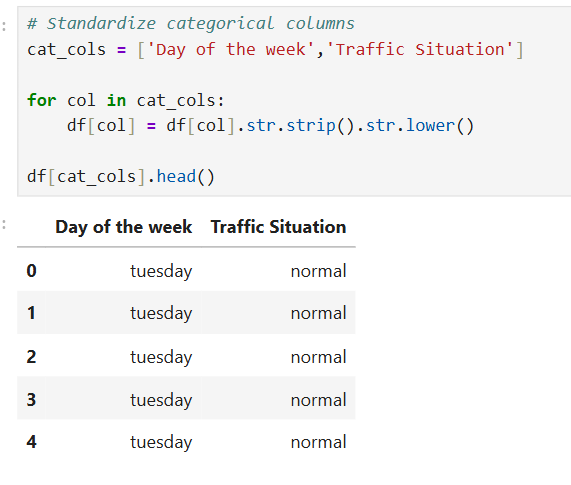 # Standardize categorical columns
cat_cols = ['Day of the week','Traffic Situation']
for col in cat_cols:
    df[col] = df[col].str.strip().str.lower()
df[cat_cols].head()
Day of the week Traffic Situation
0 tuesday normal
1 tuesday normal
2 tuesday normal
3 tuesday normal
4 tuesday normal